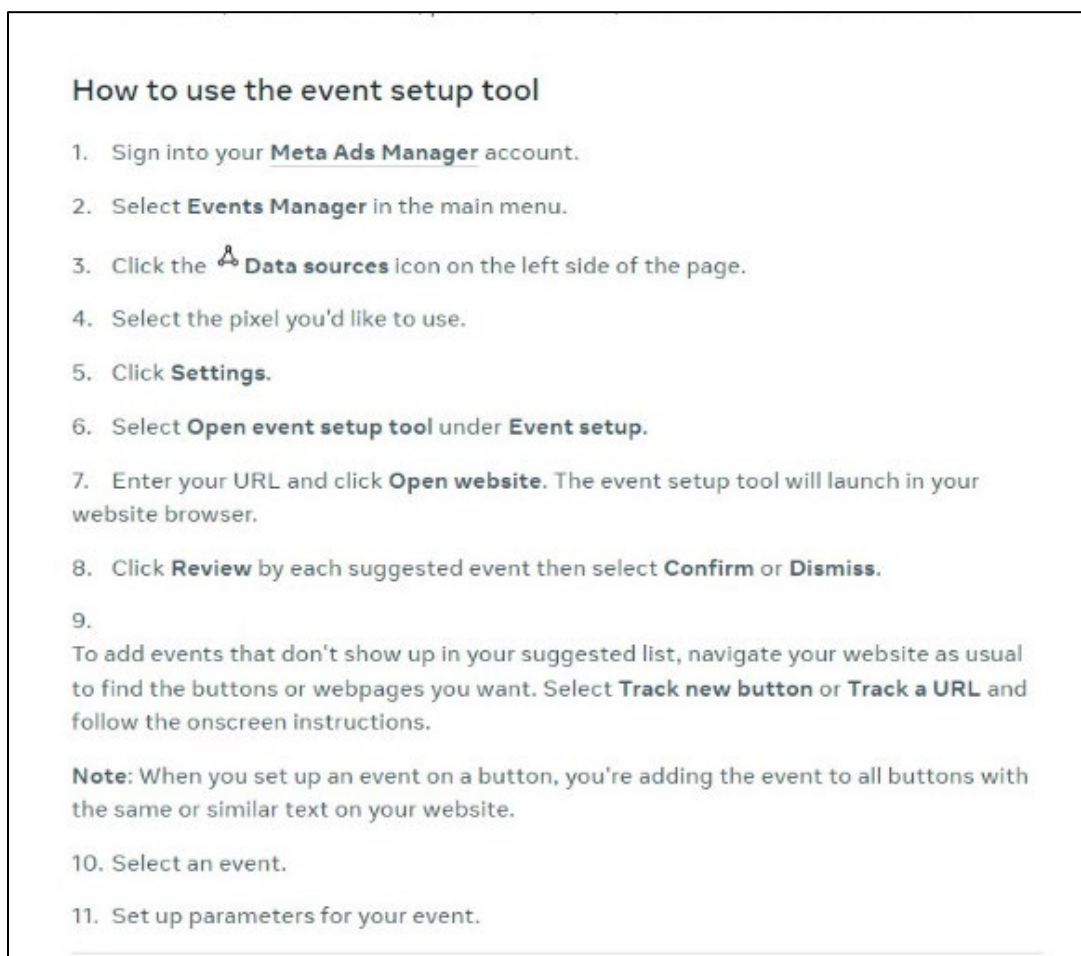 How to use the event setup tool
1. Sign into your Meta Ads Manager account.
2. Select Events Manager in the main menu.
3. Click the Data sources icon on the left side of the page.
4. Select the pixel you'd like to use.
5. Click Settings.
6. Select Open event setup tool under Event setup.
7. Enter your URL and click Open website. The event setup tool will launch in your
website browser.
8. Click Review by each suggested event then select Confirm or Dismiss.
9.
To add events that don't show up in your suggested list, navigate your website as usual
to find the buttons or webpages you want. Select Track new button or Track a URL and
follow the onscreen instructions.
Note: When you set up an event on a button, you're adding the event to all buttons with
the same or similar text on your website.
10. Select an event.
11. Set up parameters for your event.